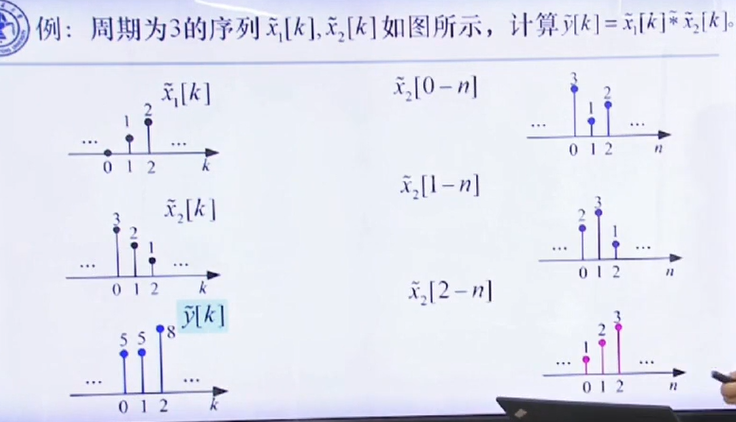 例：周期为3的序列 x̃₁[k], x̃₂[k] 如图所示，计算ỹ[k] = x̃₁[k] *̃ x̃₂[k]。
x̃₁[k]
2
1
... ...
0 1 2 k
x̃₂[k]
3
2
1
... ...
0 1 2 k
ỹ[k]
5 5 8
... ...
0 1 2 k
x̃₂[0−n]
3
1 2
... ...
0 1 2 n
x̃₂[1−n]
2 3
1
... ...
0 1 2 n
x̃₂[2−n]
3
2
1
... ...
0 1 2 n